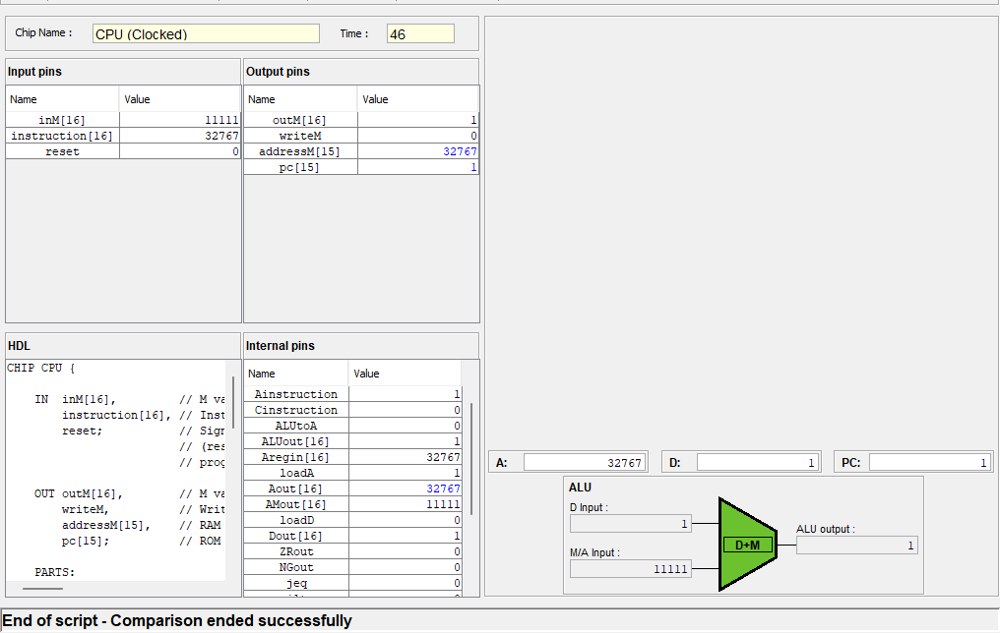 Chip Name : CPU (Clocked) Time : 46
Input pins
Name Value
inM[16] 11111
instruction[16] 32767
reset 0
Output pins
Name Value
outM[16] 1
writeM 0
addressM[15] 32767
pc[15] 1
HDL
CHIP CPU {
IN inM[16], // M va
instruction[16], // Inst
reset; // Sign
// (res
// prog
OUT outM[16], // M va
writeM, // Writ
addressM[15], // RAM
pc[15]; // ROM
PARTS:
Internal pins
Name Value
Ainstruction 1
Cinstruction 0
ALUtoA 0
ALUout[16] 1
Aregin[16] 32767
loadA 1
Aout[16] 32767
AMout[16] 11111
loadD 0
Dout[16] 1
ZRout 0
NGout 0
jeq 0
A: 32767 D: 1 PC: 1
ALU
D Input :
1
M/A Input :
11111
D+M
ALU output :
1
End of script - Comparison ended successfully